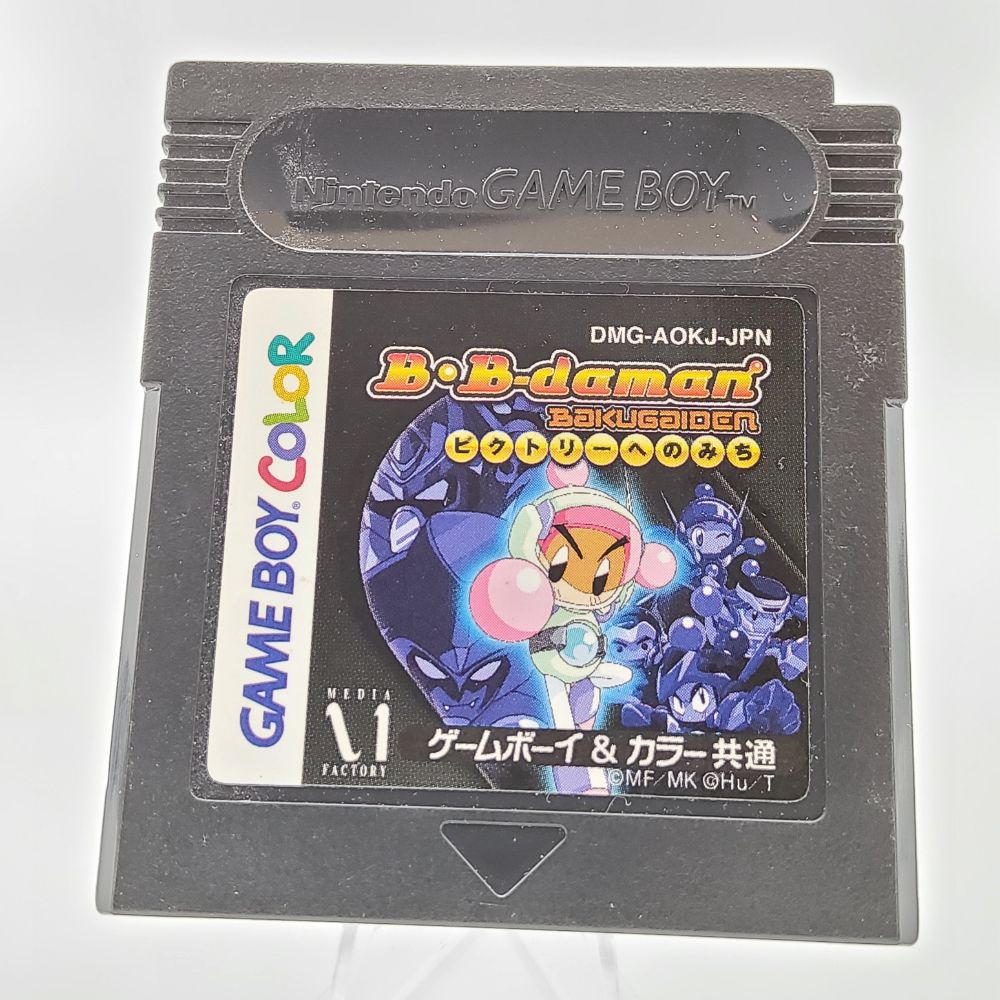 Nintendo GAME BOY TM
GAME BOY® COLOR
DMG-AOKJ-JPN
B•B-daman
BAKUGAIDEN
ビクトリーへのみち
MEDIA
FACTORY
ゲームボーイ & カラー共通
©MF/MK ©Hu/T